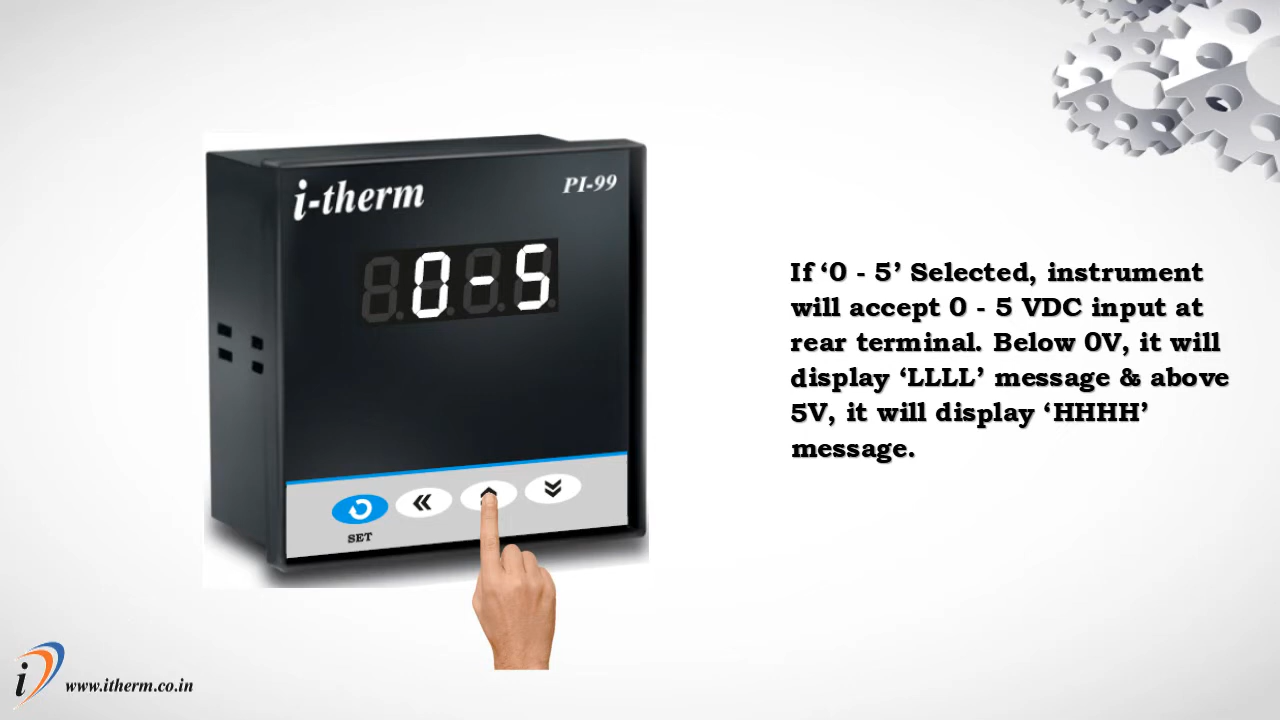 i-therm
PI-99
0-5
SET
If ‘0 - 5’ Selected, instrument
will accept 0 - 5 VDC input at
rear terminal. Below 0V, it will
display ‘LLLL’ message & above
5V, it will display ‘HHHH’
message.
i
www.itherm.co.in